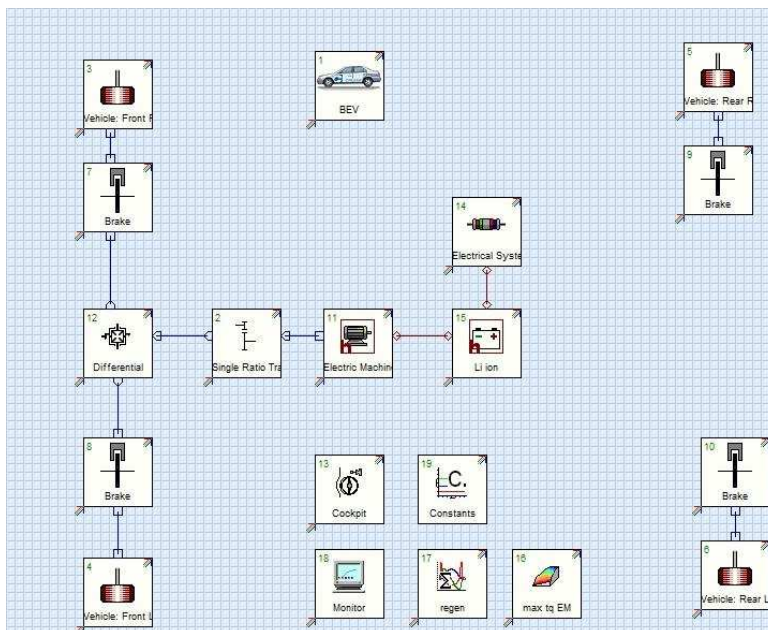 1
BEV
3
Vehicle: Front R
5
Vehicle: Rear R
7
Brake
9
Brake
14
Electrical Syste
12
Differential
2
Single Ratio Tra
11
Electric Machin
15
Li ion
8
Brake
13
Cockpit
19
C.
Constants
10
Brake
4
Vehicle: Front L
18
Monitor
17
regen
16
max tq EM
6
Vehicle: Rear L